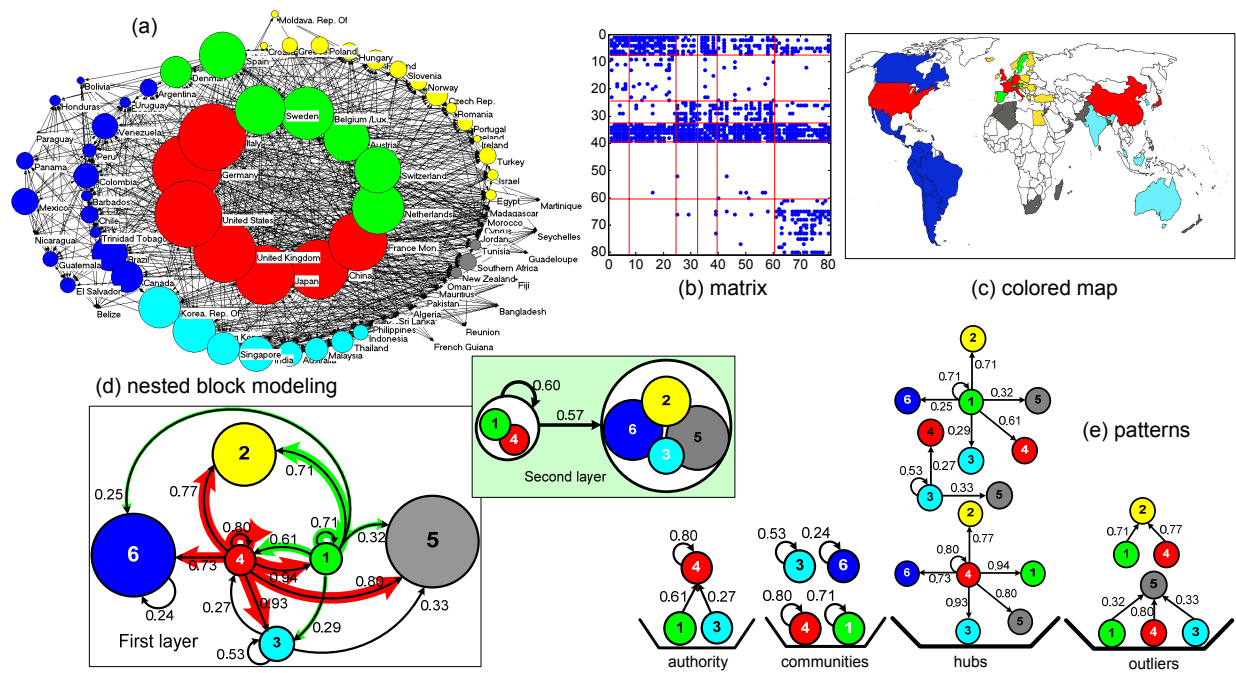 (a)
Moldava. Rep. Of
Spain
Croatia
Greece
Poland
Hungary
Slovenia
Norway
Czech Rep.
Romania
Portugal
Ireland
Turkey
Israel
Egypt
Martinique
Madagascar
Morocco
Cyprus
Seychelles
Jordan
Tunisia
Guadeloupe
Southern Africa
New Zealand
Fiji
Oman
Mauritius
Pakistan
Bangladesh
Algeria
Sri Lanka
Reunion
Philippines
French Guiana
Indonesia
Thailand
Malaysia
Australia
India
Singapore
Korea. Rep. Of
Canada
Belize
El Salvador
Brazil
Guatemala
Trinidad Tobago
Nicaragua
Chile
Barbados
Mexico
Colombia
Panama
Peru
Paraguay
Venezuela
Uruguay
Honduras
Bolivia
Argentina
Denmark
Sweden
Belgium /Lux.
Austria
Switzerland
Netherlands
Italy
Germany
United States
United Kingdom
Japan
China
France Mon.
0
10
20
30
40
50
60
70
80
0 10 20 30 40 50 60 70 80
(b) matrix
(c) colored map
(d) nested block modeling
2
0.25
0.77
0.71
0.80
0.71
0.61
0.32
6
4
1
5
0.73
0.94
0.80
0.24
0.27
0.93
0.33
0.29
3
0.53
First layer
0.60
1
4
0.57
2
6
5
3
Second layer
(e) patterns
2
0.71
0.71
0.32
6
1
5
0.25
0.61
4
0.29
4
3
0.53
0.27
3
0.33
5
2
0.77
0.80
0.94
6
4
1
0.73
0.80
0.93
5
3
hubs
0.80
4
0.61
0.27
1
3
authority
0.53
0.24
3
6
0.80
0.71
4
1
communities
2
0.71
0.77
1
4
5
0.32
0.80
0.33
1
4
3
outliers